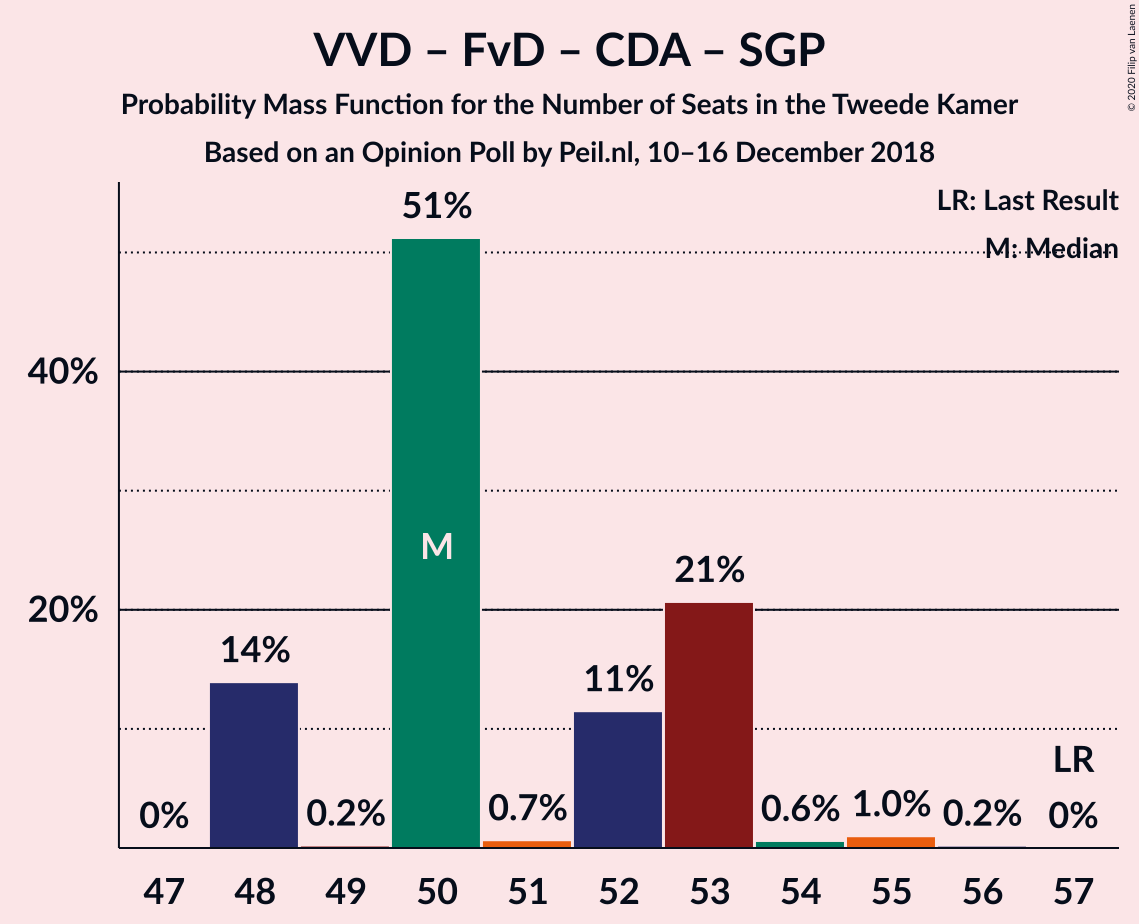 VVD – FvD – CDA – SGP
Probability Mass Function for the Number of Seats in the Tweede Kamer
Based on an Opinion Poll by Peil.nl, 10–16 December 2018
© 2020 Filip van Laenen
LR: Last Result
M: Median
51%
40%
M
21%
20%
14%
11%
LR
0%
0.2%
0.7%
0.6%
1.0%
0.2%
0%
47 48 49 50 51 52 53 54 55 56 57